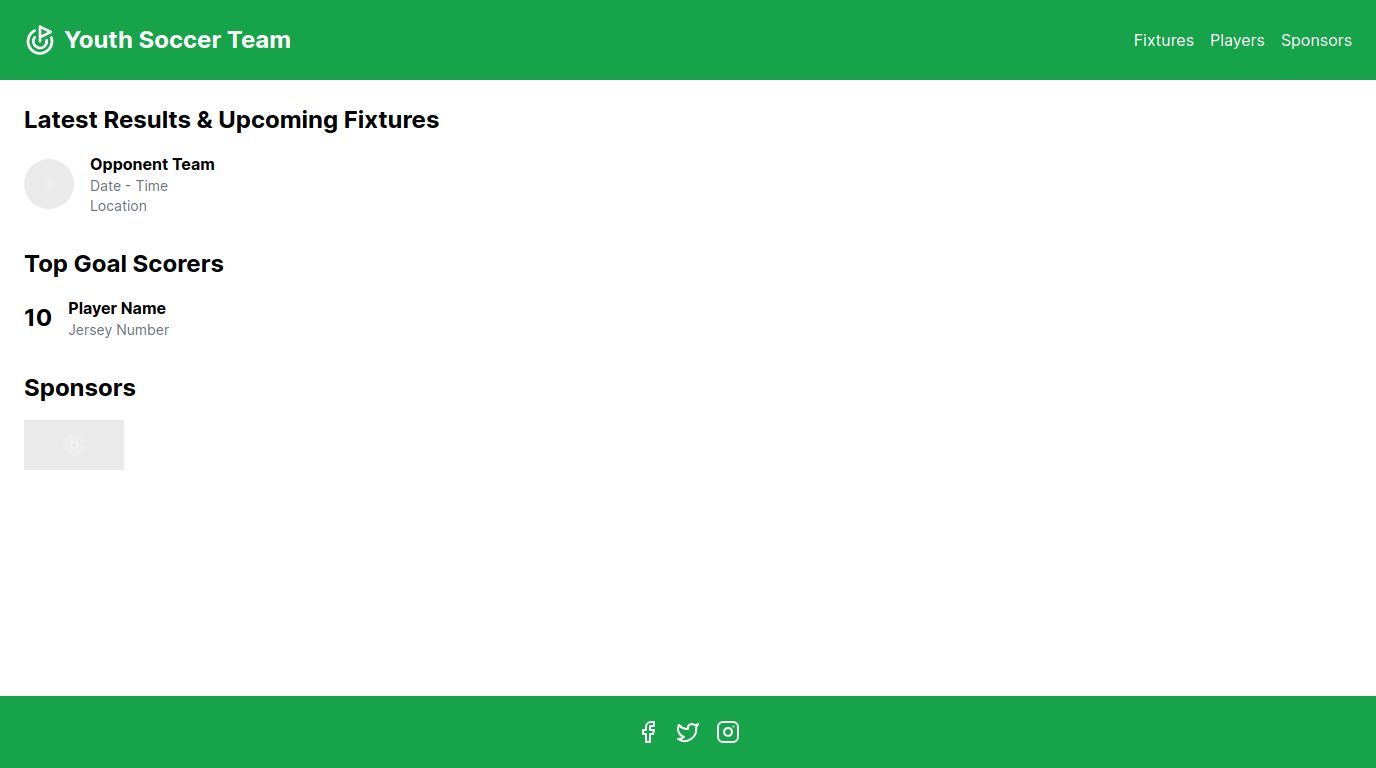 Youth Soccer Team
Fixtures Players Sponsors
Latest Results & Upcoming Fixtures
Opponent Team
Date - Time
Location
Top Goal Scorers
10
Player Name
Jersey Number
Sponsors